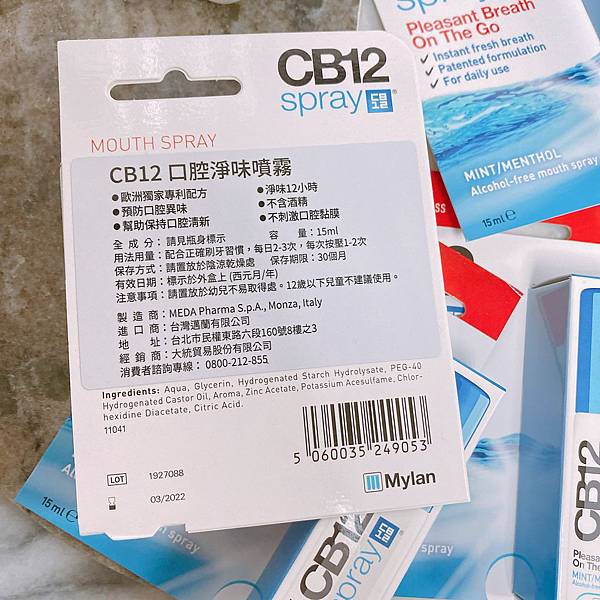 CB12
spray CB12
MOUTH SPRAY
CB12 口腔淨味噴霧
●歐洲獨家專利配方 ●淨味12小時
●預防口腔異味 ●不含酒精
●幫助保持口腔清新 ●不刺激口腔黏膜
全成分：請見瓶身標示 容量：15ml
用法用量：配合正確刷牙習慣，每日2-3次，每次按壓1-2次
保存方式：請置放於陰涼乾燥處 保存期限：30個月
有效日期：標示於外盒上(西元月/年)
注意事項：請置放於幼兒不易取得處。12歲以下兒童不建議使用。
製造商：MEDA Pharma S.p.A., Monza, Italy
進口商：台灣邁蘭有限公司
地址：台北市民權東路六段160號8樓之3
經銷商：大統貿易股份有限公司
消費者諮詢專線：0800-212-855
Ingredients: Aqua, Glycerin, Hydrogenated Starch Hydrolysate, PEG-40
Hydrogenated Castor Oil, Aroma, Zinc Acetate, Potassium Acesulfame, Chlor-
hexidine Diacetate, Citric Acid.
11041
LOT 1927088
03/2022
5 060035 249053
Mylan
spray
Pleasant Breath
On The Go
✓ Instant fresh breath
✓ Patented formulation
✓ For daily use
MINT/MENTHOL
Alcohol-free mouth spray
15ml e
15ml e
mouth spray
CB12
spray CB12
CB12
Pleasa
On The
MINT/M